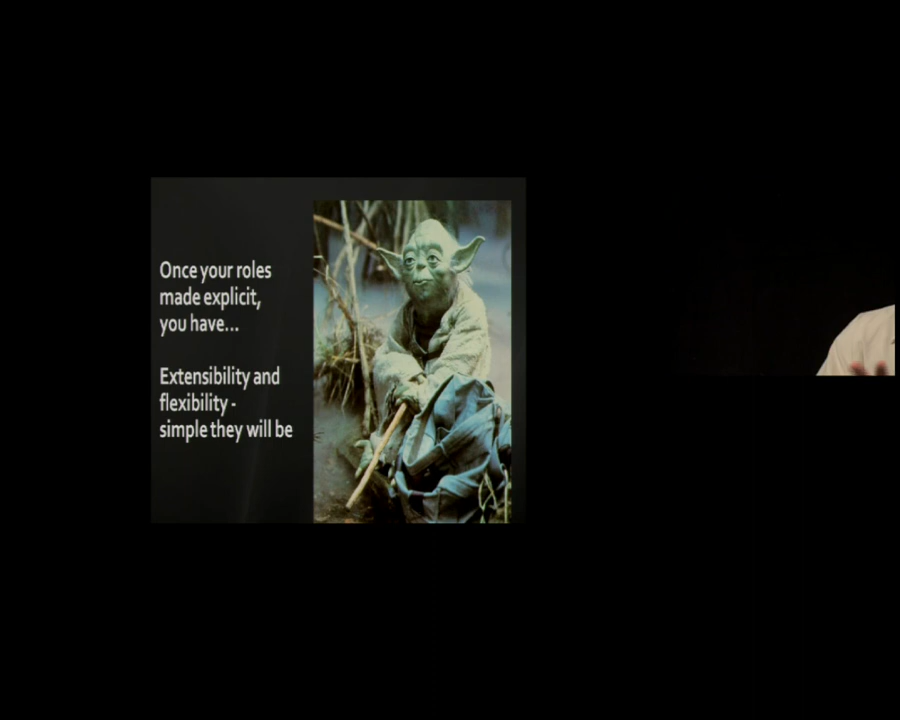 Once your roles
made explicit,
you have...
Extensibility and
flexibility -
simple they will be